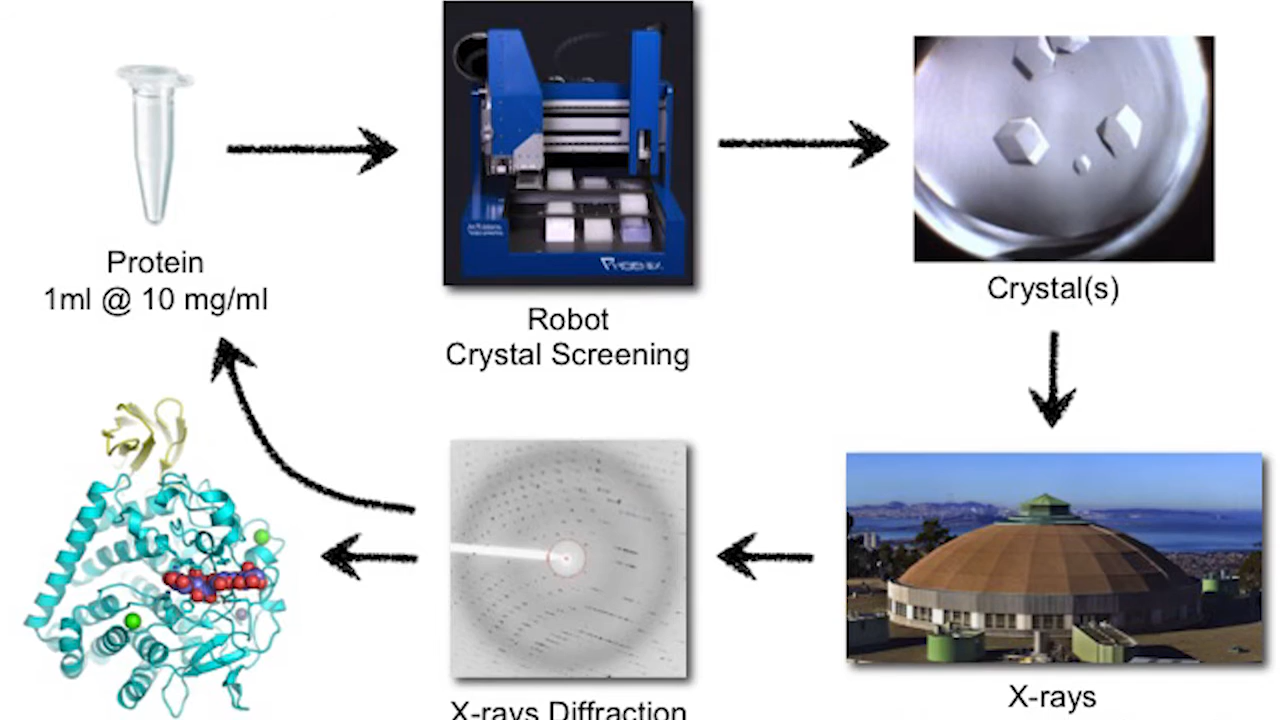 Protein
1ml @ 10 mg/ml
Robot
Crystal Screening
Crystal(s)
X-rays
X-rays Diffraction